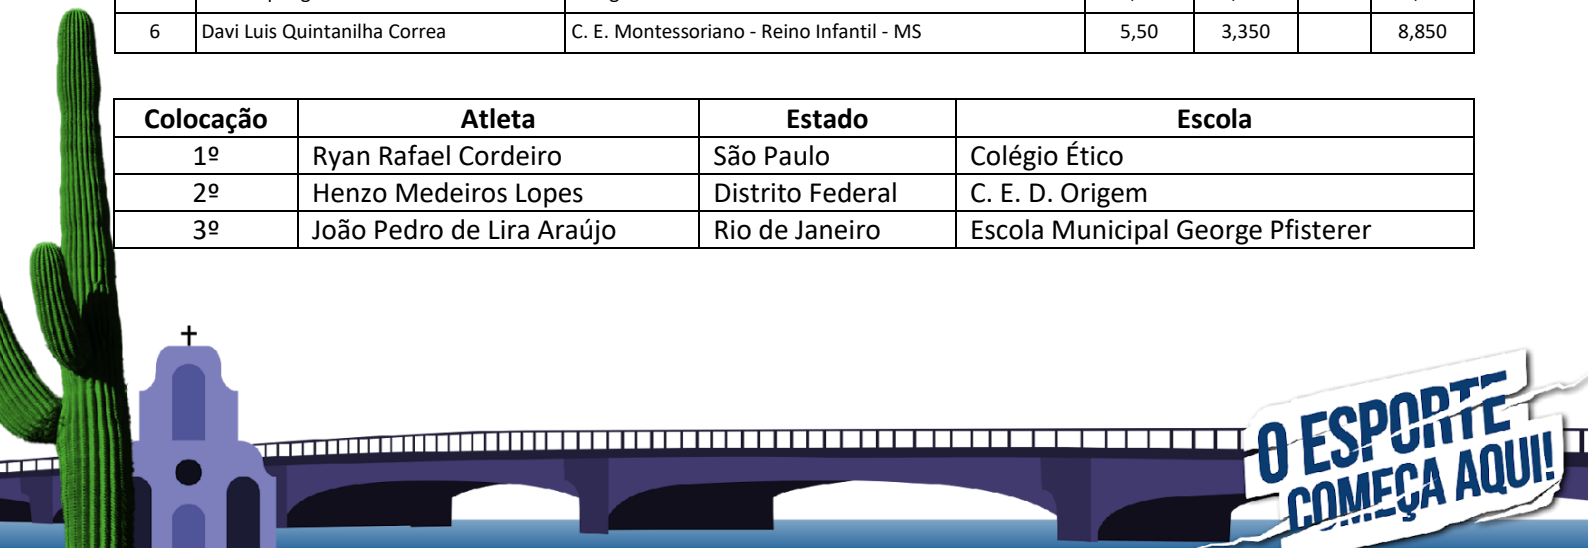 6 Davi Luis Quintanilha Correa C. E. Montessoriano - Reino Infantil - MS 5,50 3,350 8,850
Colocação Atleta Estado Escola
1º Ryan Rafael Cordeiro São Paulo Colégio Ético
2º Henzo Medeiros Lopes Distrito Federal C. E. D. Origem
3º João Pedro de Lira Araújo Rio de Janeiro Escola Municipal George Pfisterer
O ESPORTE
COMEÇA AQUI!